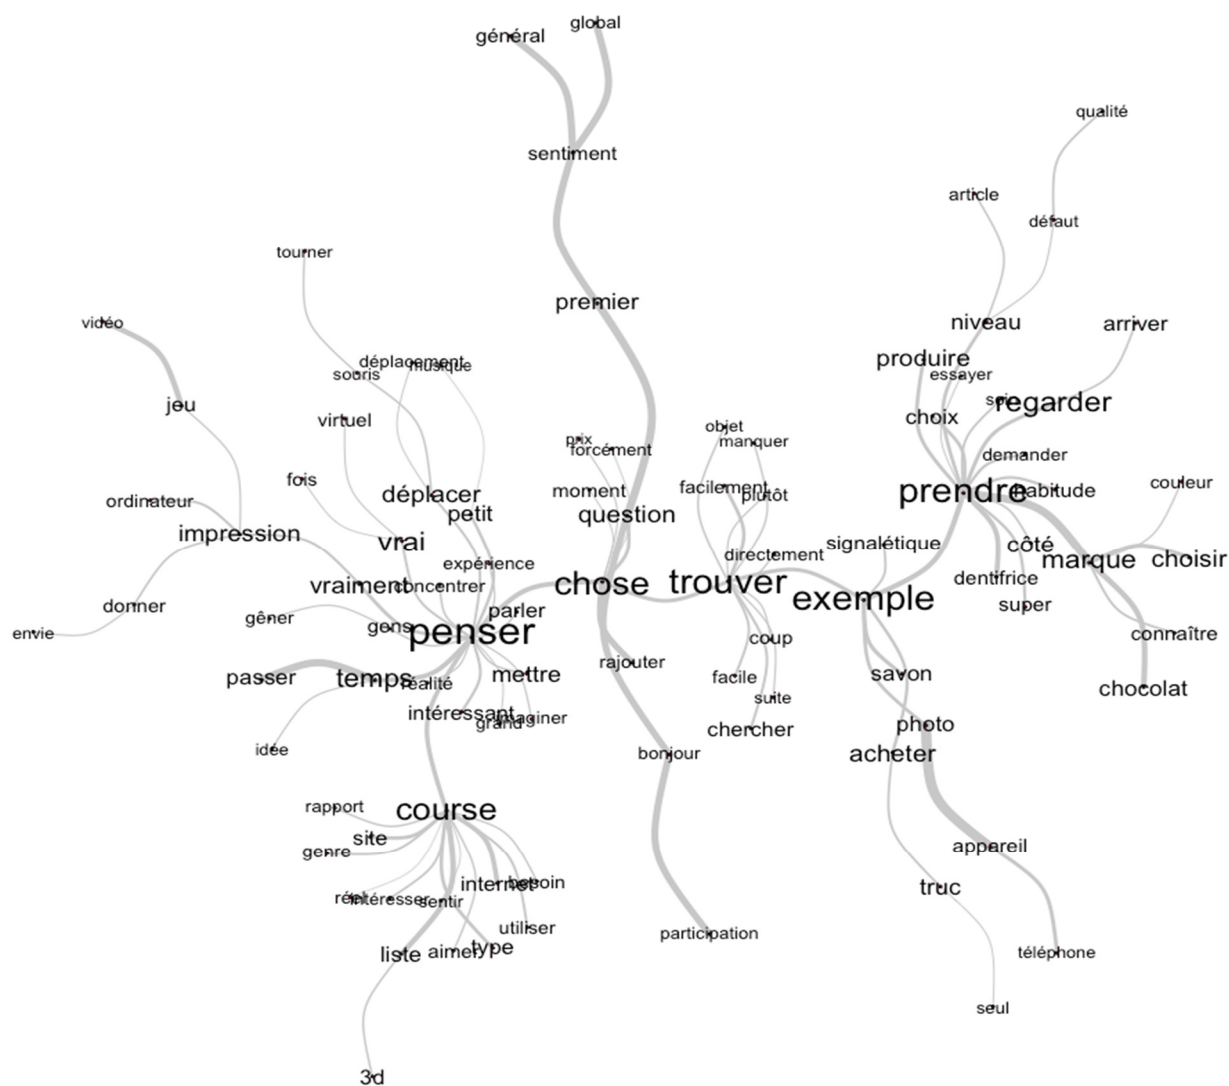 global
général
qualité
sentiment
article
défaut
tourner
premier
vidéo
niveau
arriver
produire
déplacement
musique
souris
essayer
jeu
soin
regarder
virtuel
choix
objet
prix
manquer
forcément
demander
fois
couleur
facilement
moment
plutôt
prendre
habitude
ordinateur
déplacer
petit
question
impression
vrai
signalétique
côté
directement
marque
choisir
expérience
dentifrice
vraiment
concentrer
chose
trouver
exemple
donner
super
parler
gêner
gens
penser
envie
connaître
coup
rajouter
passer
temps
réalité
mettre
facile
savon
chocolat
suite
intéressant
imaginer
grand
photo
chercher
idée
bonjour
acheter
rapport
course
site
appareil
genre
internet
besoin
truc
réel
intéresser
sentir
utiliser
participation
liste
aimer
type
téléphone
seul
3d